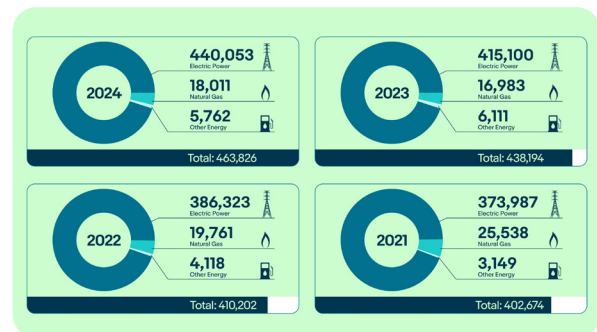 2024
440,053
Electric Power
18,011
Natural Gas
5,762
Other Energy
Total: 463,826
2023
415,100
Electric Power
16,983
Natural Gas
6,111
Other Energy
Total: 438,194
2022
386,323
Electric Power
19,761
Natural Gas
4,118
Other Energy
Total: 410,202
2021
373,987
Electric Power
25,538
Natural Gas
3,149
Other Energy
Total: 402,674